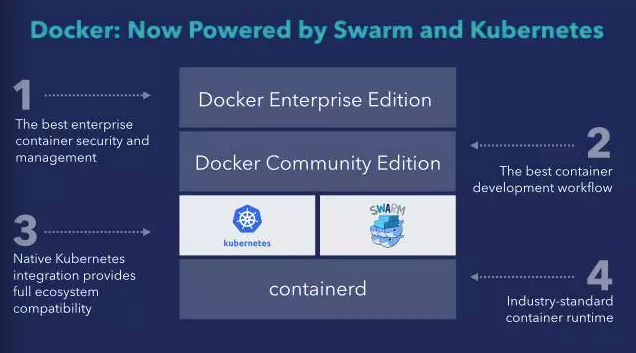 Docker: Now Powered by Swarm and Kubernetes
1
The best enterprise
container security and
management
Docker Enterprise Edition
Docker Community Edition
2
The best container
development workflow
3
Native Kubernetes
integration provides
full ecosystem
compatibility
kubernetes
SWARM
containerd
4
Industry-standard
container runtime